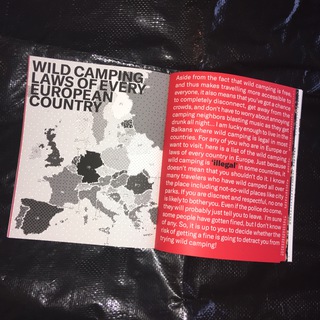 WILD CAMPING
LAWS OF EVERY
EUROPEAN
COUNTRY
Aside from the fact that wild camping is free,
and thus makes travelling more accessible to
everyone, it also means that you've got a chance
to completely disconnect, get away from the
crowds, and don't have to worry about annoying
camping neighbors blasting music as they get
drunk all night... I am lucky enough to live in the
Balkans where wild camping is legal in most
countries. For any of you who are in Europe or
want to visit, here is a list of the wild camping
laws of every country in Europe. Just because
wild camping is 'illegal' in some countries, it
doesn't mean that you shouldn't do it. I know
many travelers who have wild camped all over
the place including not-so-wild places like city
parks. If you are discreet and respectful, no one
is likely to bother you. Even if the police do come,
they will probably just tell you to leave. I'm sure
some people have gotten fined, but I don't know
of any. So, it is up to you to decide whether the
risk of getting a fine is going to detract you from
trying wild camping!